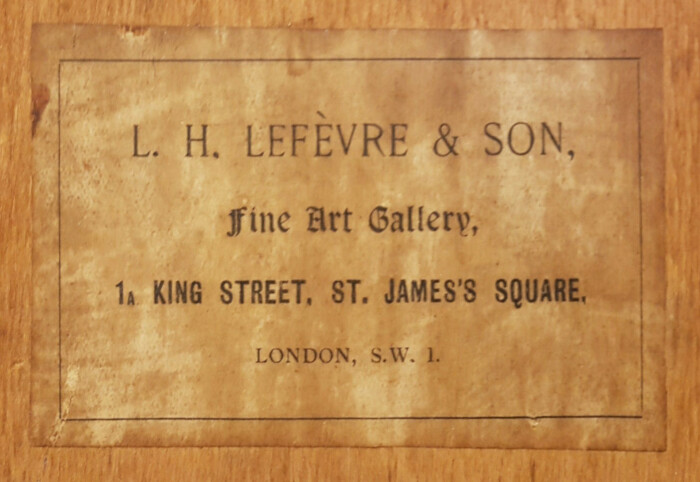 L. H. LEFÈVRE & SON,
Fine Art Gallery,
1A KING STREET, ST. JAMES'S SQUARE,
LONDON, S.W. 1.